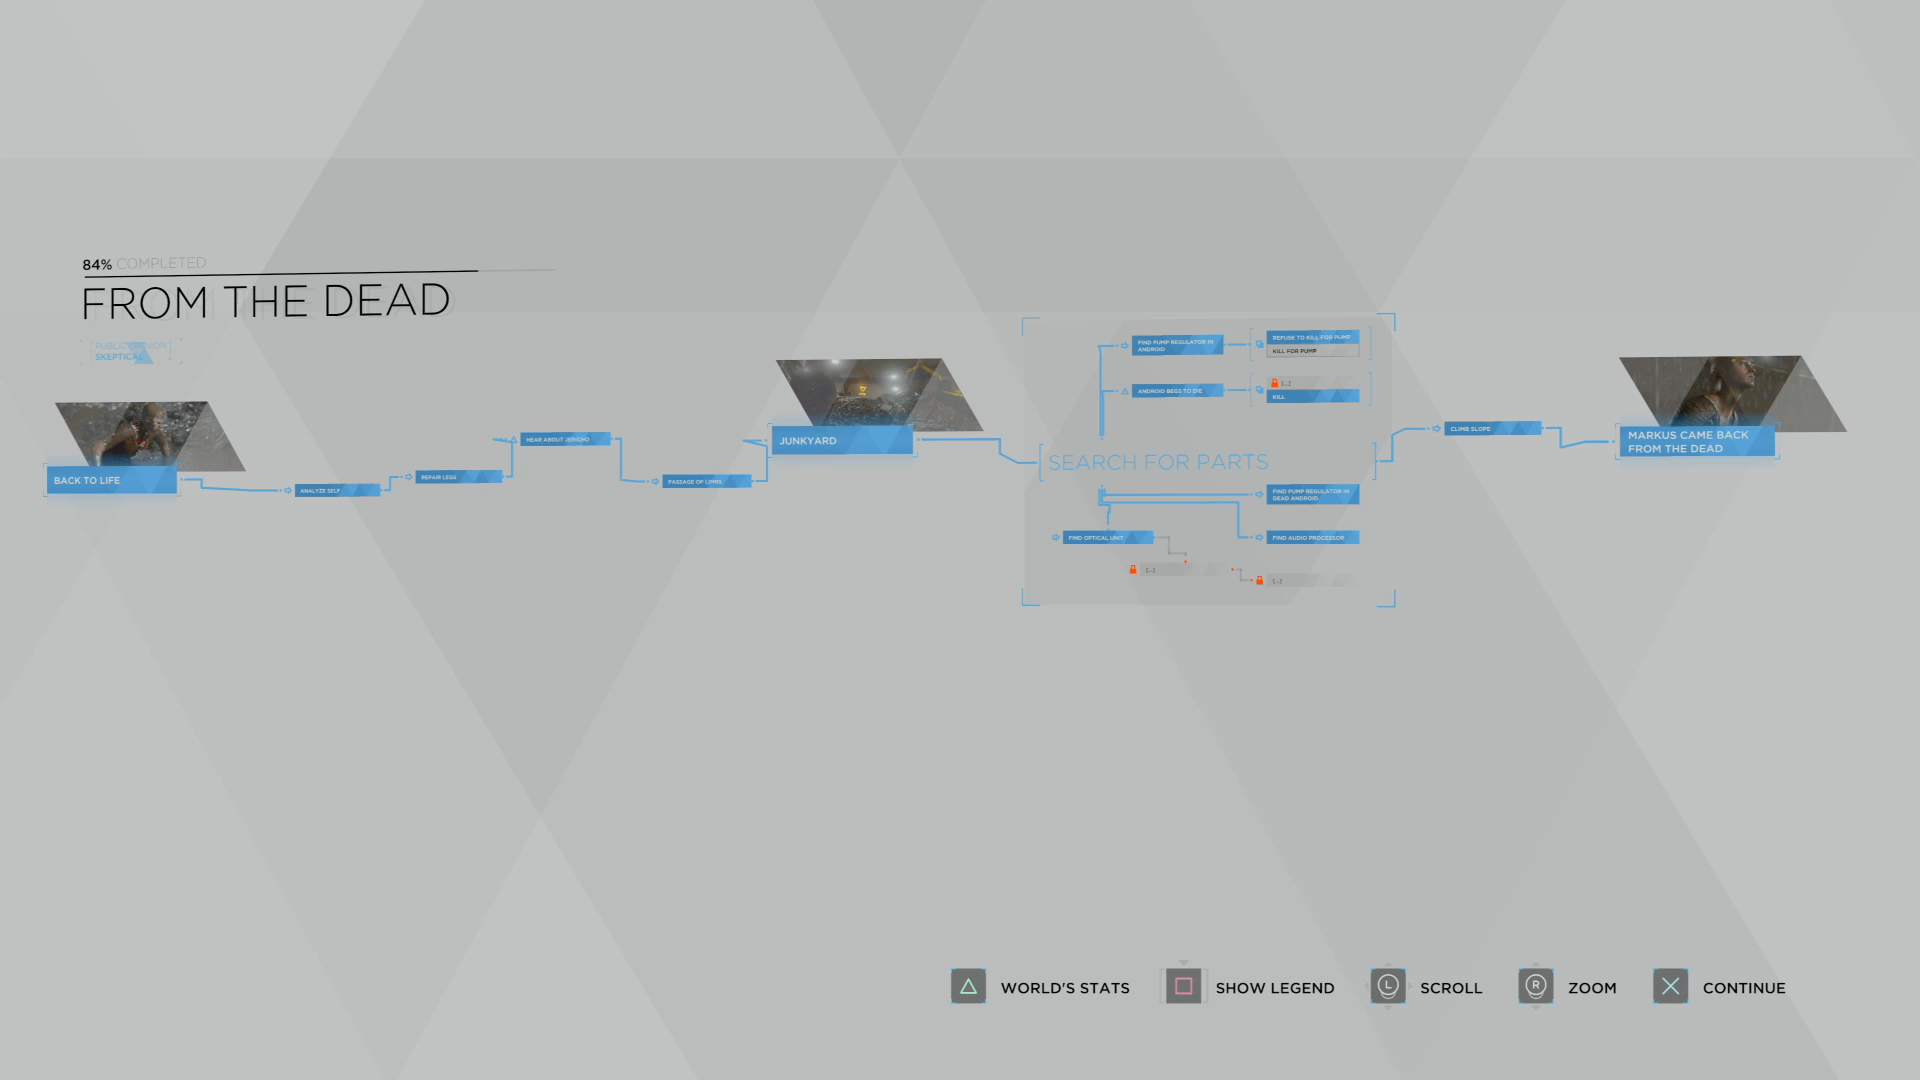 84% COMPLETED
FROM THE DEAD
PUBLIC OPINION
SKEPTICAL
BACK TO LIFE
ANALYZE SELF
REPAIR LEGS
HEAR ABOUT JERICHO
PASSAGE OF LIMBS
JUNKYARD
FIND PUMP REGULATOR IN
ANDROID
REFUSE TO KILL FOR PUMP
KILL FOR PUMP
ANDROID BEGS TO DIE
[...]
KILL
SEARCH FOR PARTS
FIND PUMP REGULATOR IN
DEAD ANDROID
FIND OPTICAL UNIT
FIND AUDIO PROCESSOR
[...]
[...]
CLIMB SLOPE
MARKUS CAME BACK
FROM THE DEAD
WORLD'S STATS
SHOW LEGEND
L
SCROLL
R
ZOOM
CONTINUE